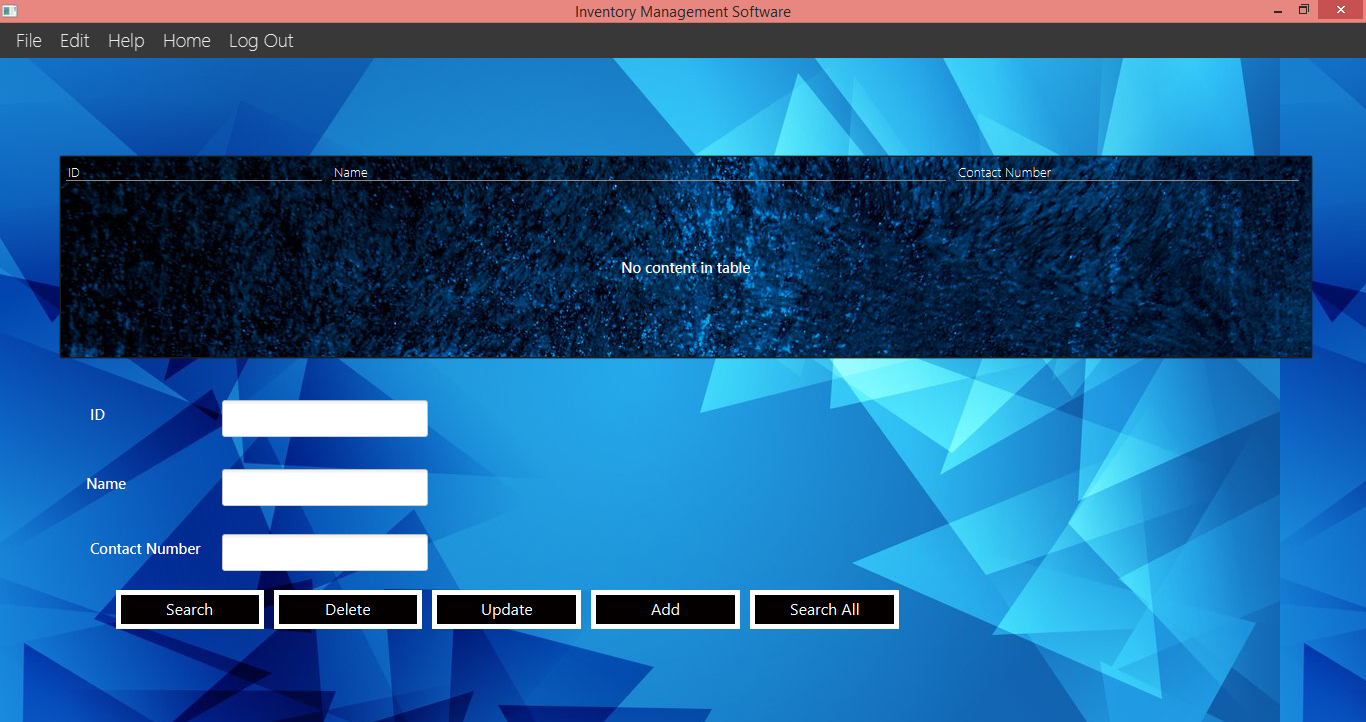 Inventory Management Software
File Edit Help Home Log Out
ID Name Contact Number
No content in table
ID
Name
Contact Number
Search Delete Update Add Search All